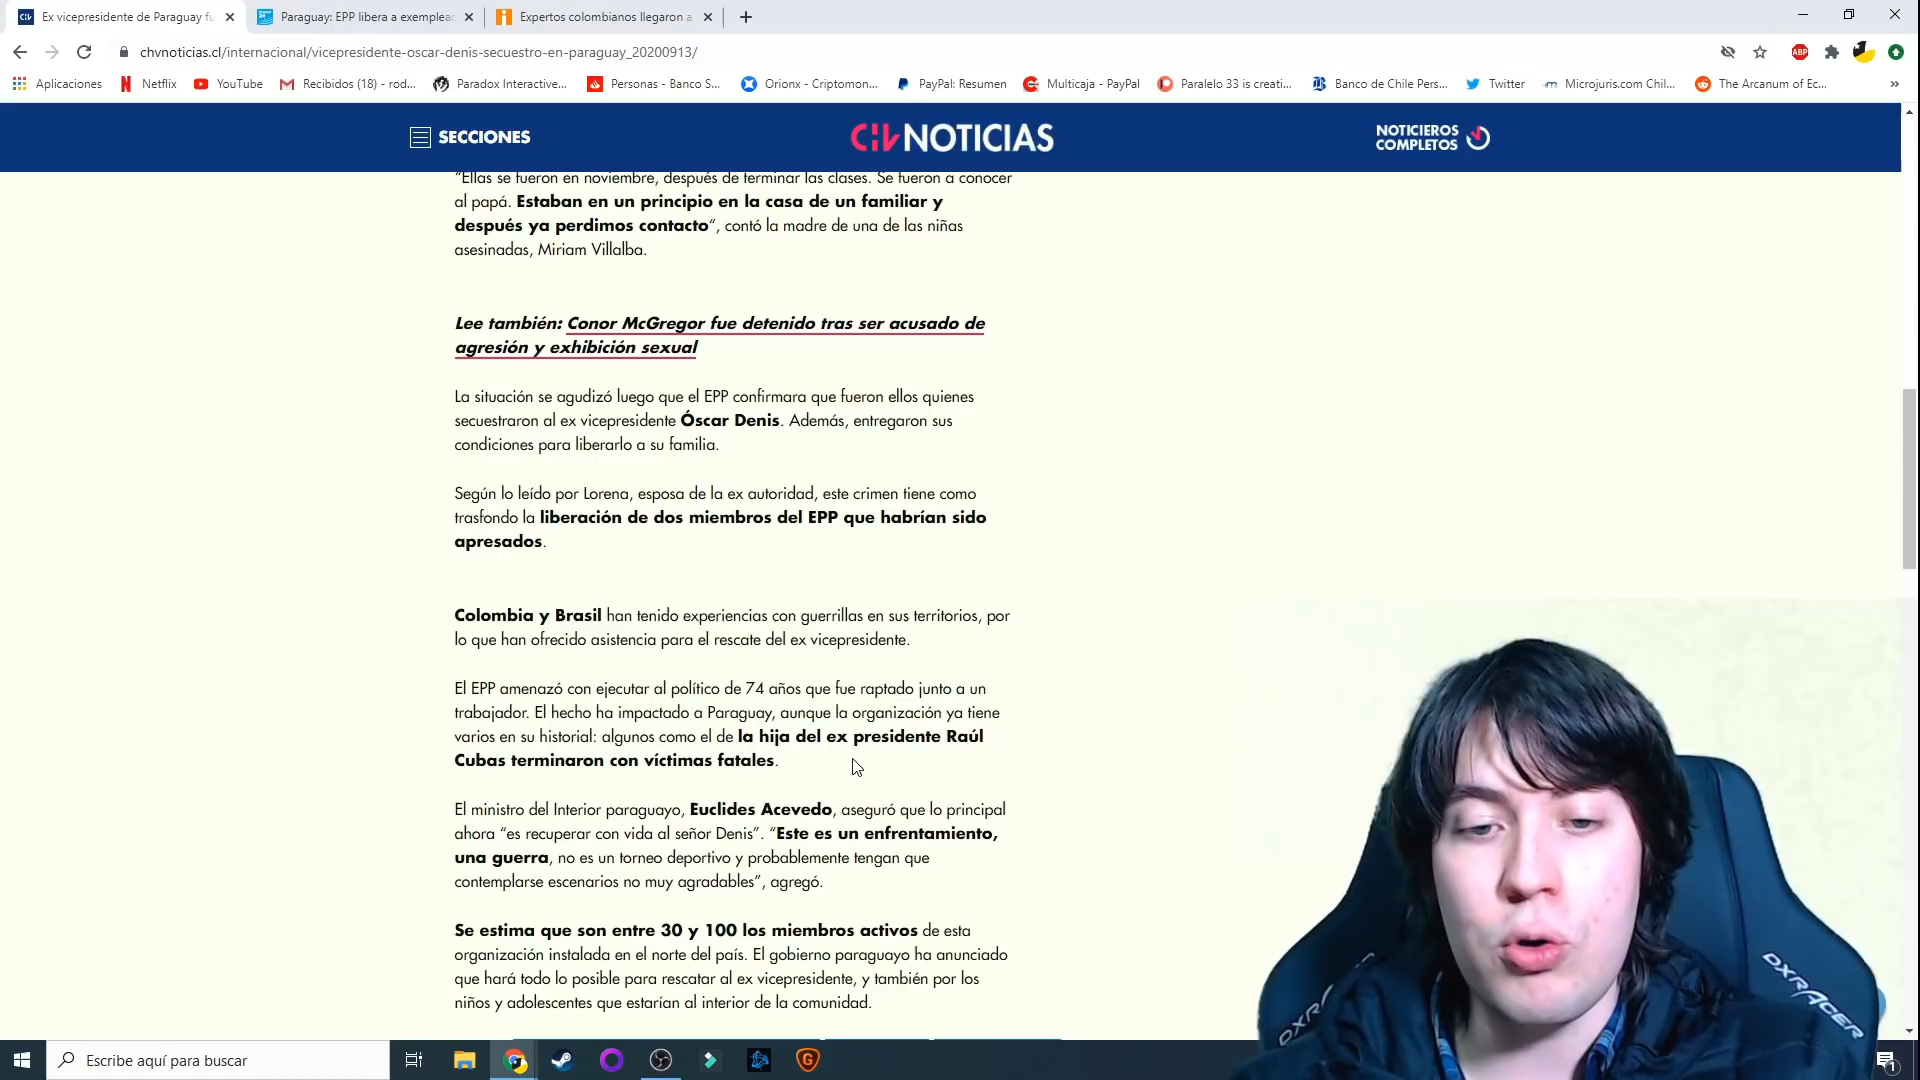 Ex vicepresidente de Paraguay fu
Paraguay: EPP libera a exemplead
Expertos colombianos llegaron a
chvnoticias.cl/internacional/vicepresidente-oscar-denis-secuestro-en-paraguay_20200913/
ABP
Aplicaciones
Netflix
YouTube
Recibidos (18) - rod...
Paradox Interactive...
Personas - Banco S...
Orionx - Criptomon...
PayPal: Resumen
Multicaja - PayPal
Paralelo 33 is creati...
Banco de Chile Pers...
Twitter
Microjuris.com Chil...
The Arcanum of Ec...
SECCIONES
CHV NOTICIAS
NOTICIEROS
COMPLETOS
“Ellas se fueron en noviembre, después de terminar las clases. Se fueron a conocer
al papá. Estaban en un principio en la casa de un familiar y
después ya perdimos contacto“, contó la madre de una de las niñas
asesinadas, Miriam Villalba.
Lee también: Conor McGregor fue detenido tras ser acusado de
agresión y exhibición sexual
La situación se agudizó luego que el EPP confirmara que fueron ellos quienes
secuestraron al ex vicepresidente Óscar Denis. Además, entregaron sus
condiciones para liberarlo a su familia.
Según lo leído por Lorena, esposa de la ex autoridad, este crimen tiene como
trasfondo la liberación de dos miembros del EPP que habrían sido
apresados.
Colombia y Brasil han tenido experiencias con guerrillas en sus territorios, por
lo que han ofrecido asistencia para el rescate del ex vicepresidente.
El EPP amenazó con ejecutar al político de 74 años que fue raptado junto a un
trabajador. El hecho ha impactado a Paraguay, aunque la organización ya tiene
varios en su historial: algunos como el de la hija del ex presidente Raúl
Cubas terminaron con víctimas fatales.
El ministro del Interior paraguayo, Euclides Acevedo, aseguró que lo principal
ahora “es recuperar con vida al señor Denis”. “Este es un enfrentamiento,
una guerra, no es un torneo deportivo y probablemente tengan que
contemplarse escenarios no muy agradables”, agregó.
Se estima que son entre 30 y 100 los miembros activos de esta
organización instalada en el norte del país. El gobierno paraguayo ha anunciado
que hará todo lo posible para rescatar al ex vicepresidente, y también por los
niños y adolescentes que estarían al interior de la comunidad.
DXRACER
Escribe aquí para buscar
1